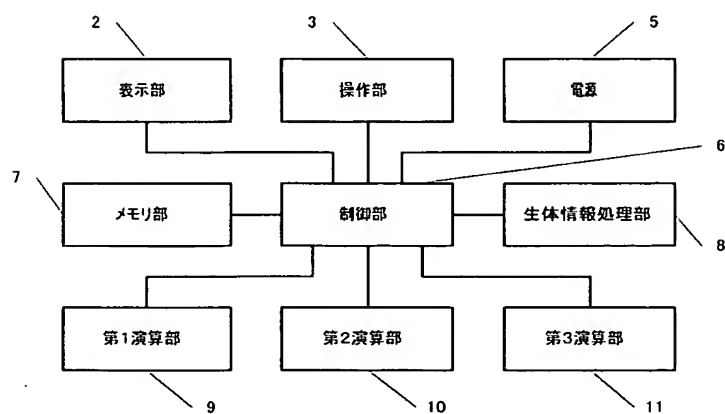 2 3 5
表示部 操作部 電源
6
7
メモリ部 制御部 生体情報処理部
8
第1演算部 第2演算部 第3演算部
9 10 11